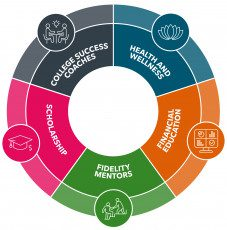 COLLEGE SUCCESS
COACHES
HEALTH AND
WELLNESS
FINANCIAL
EDUCATION
FIDELITY
MENTORS
SCHOLARSHIP